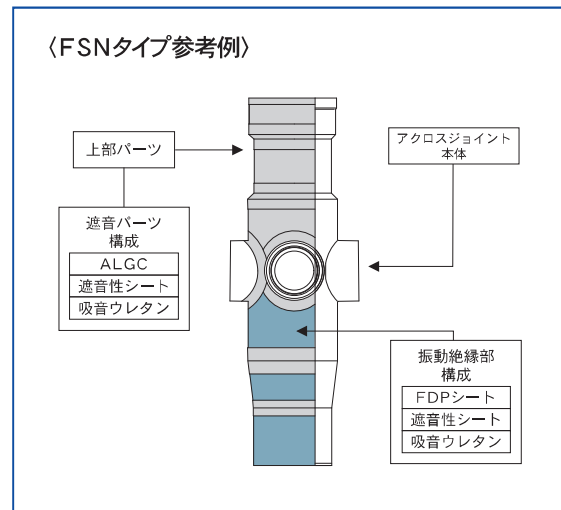 〈FSNタイプ参考例〉
上部パーツ
アクロスジョイント
本体
遮音パーツ
構成
ALGC
遮音性シート
吸音ウレタン
振動絶縁部
構成
FDPシート
遮音性シート
吸音ウレタン